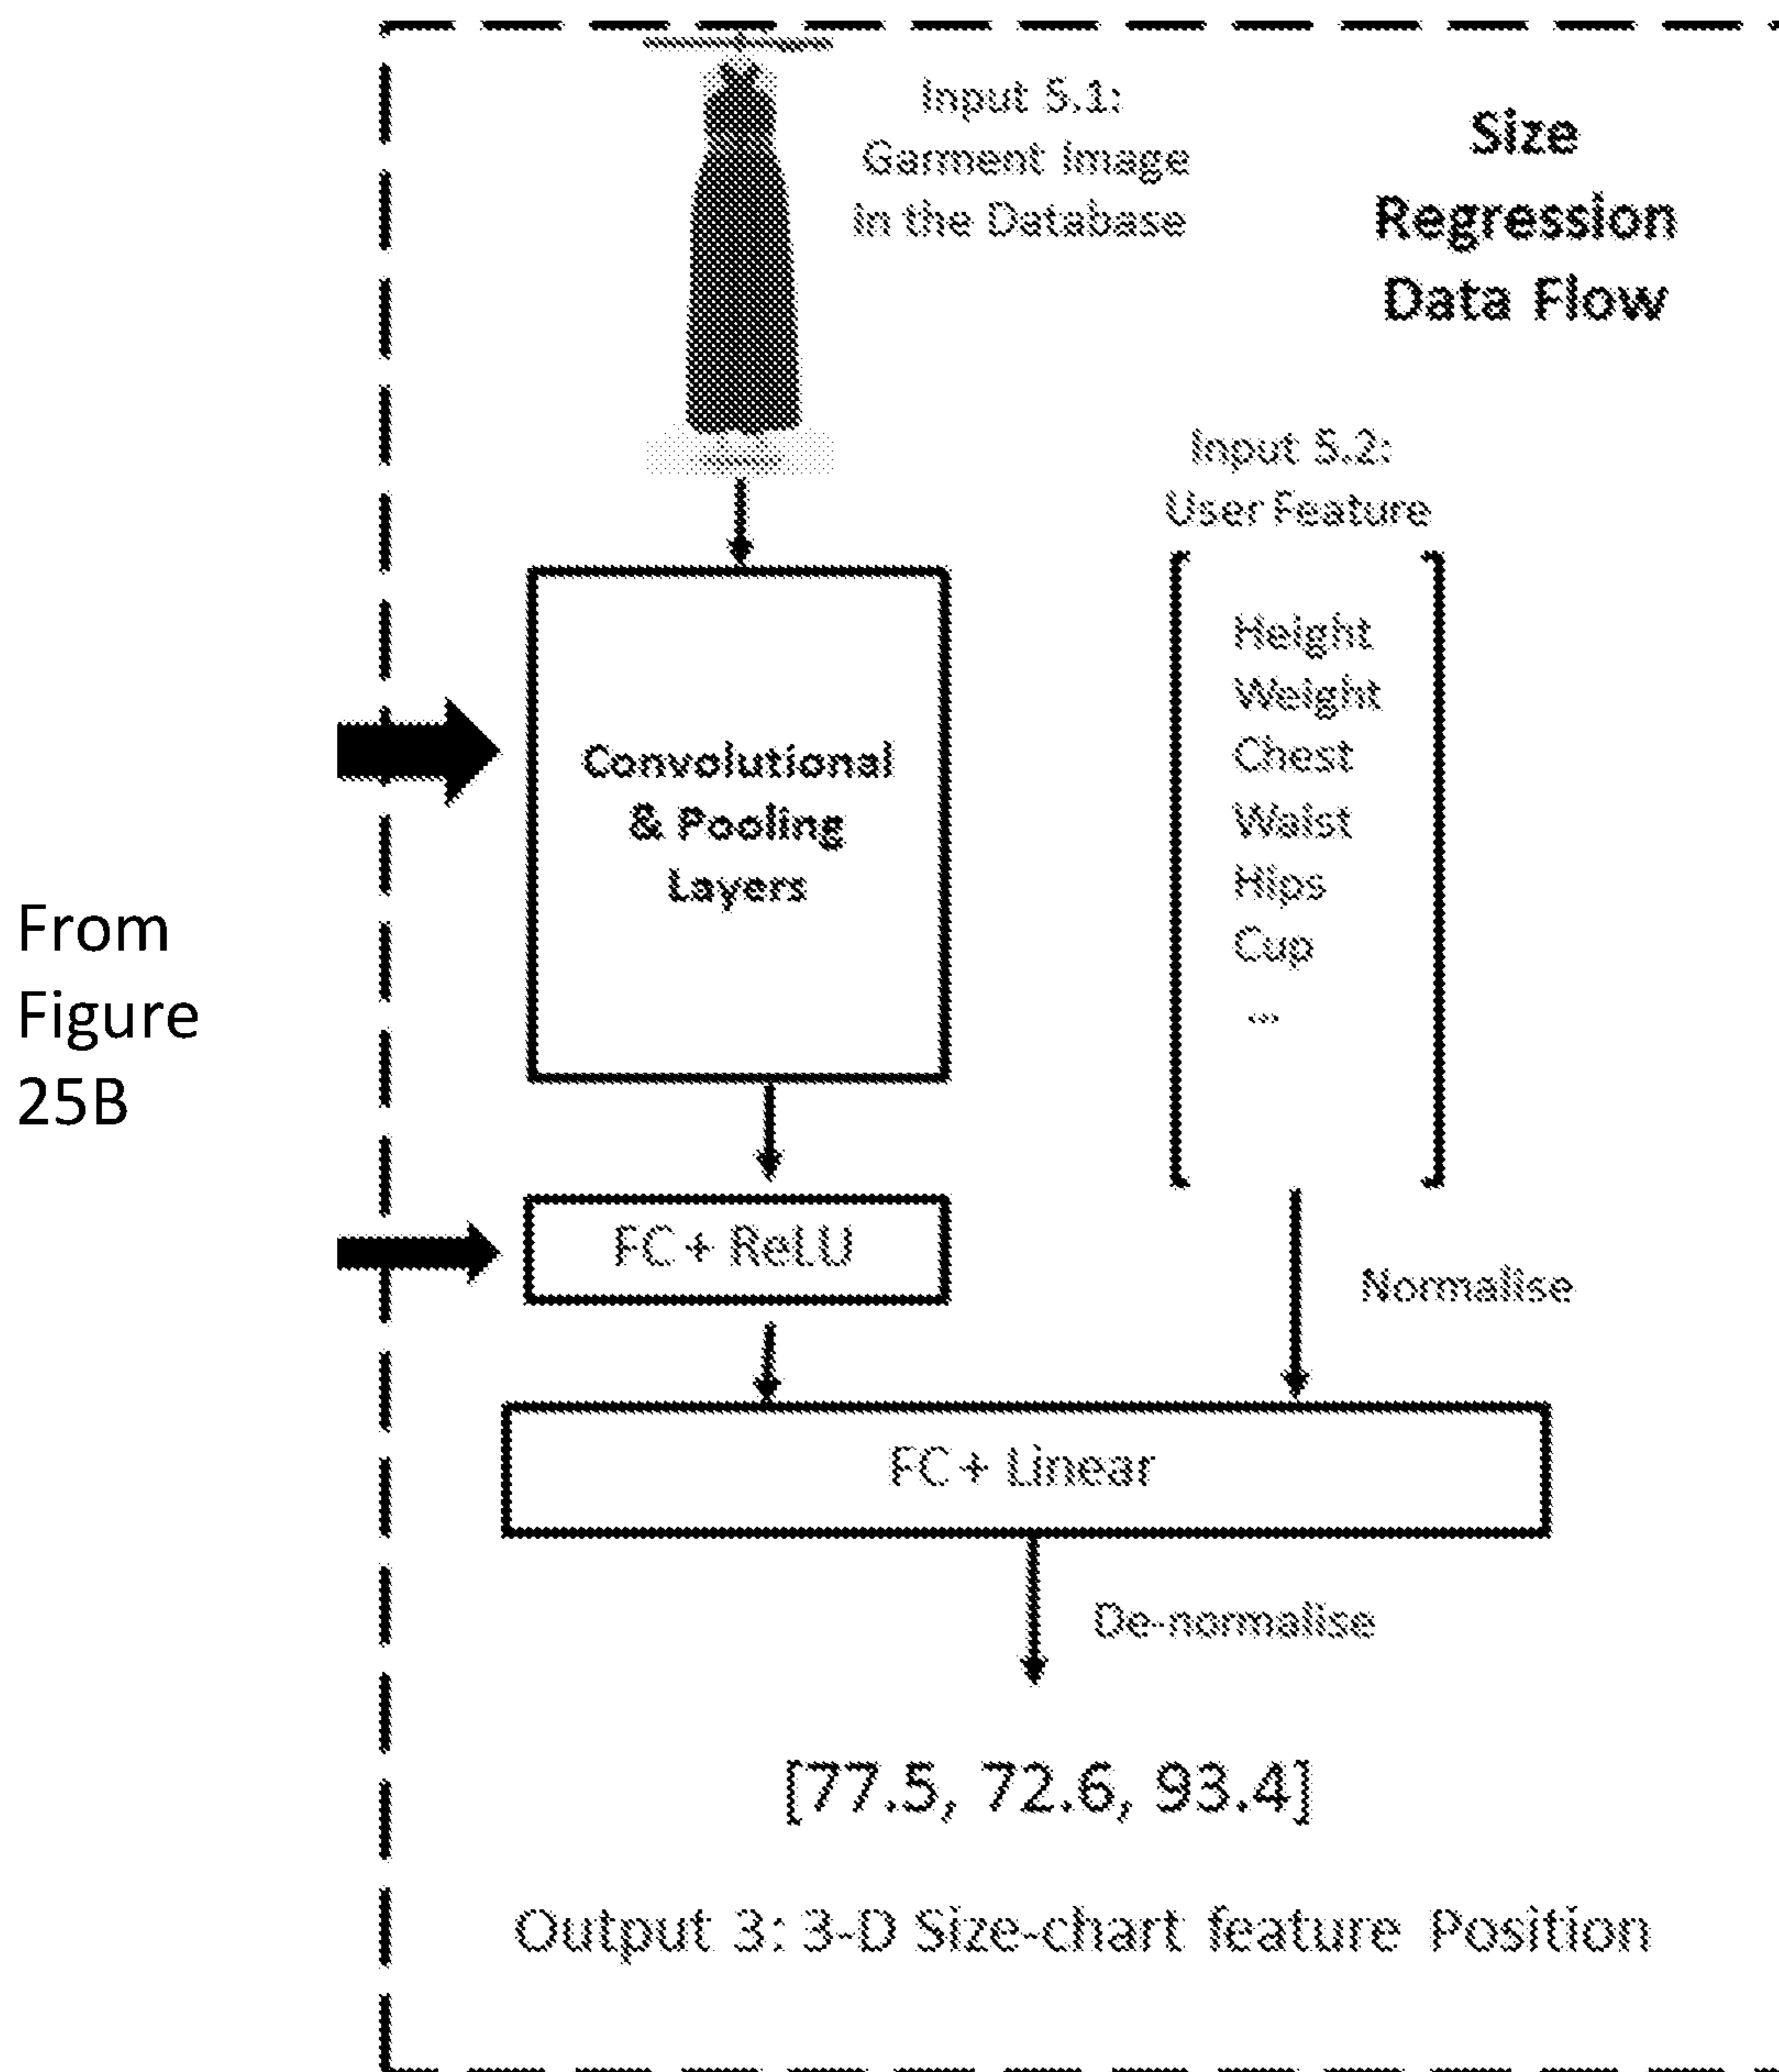 Input 5.1:
Garment Image
in the Database
Size
Regression
Data Flow
Input 5.2:
User Feature
Height
Weight
Chest
Waist
Hips
Cup
...
Convolutional
& Pooling
Layers
From
Figure
25B
FC + ReLU
Normalise
FC + Linear
De-normalise
[77.5, 72.6, 93.4]
Output 3: 3-D Size-chart feature Position